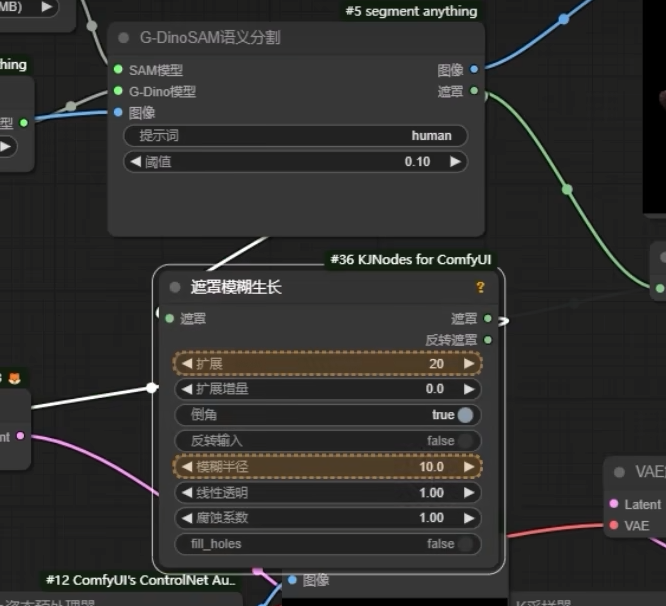 MB)
#5 segment anything
G-DinoSAM语义分割
hing
SAM模型
图像
G-Dino模型
遮罩
型
图像
提示词
human
阈值
0.10
#36 KJNodes for ComfyUI
遮罩模糊生长
?
遮罩
遮罩
反转遮罩
扩展
20
扩展增量
0.0
倒角
true
nt
反转输入
false
模糊半径
10.0
VAE
线性透明
1.00
Latent
腐蚀系数
1.00
VAE
fill_holes
false
#12 ComfyUI's ControlNet Au..
图像
K采样器